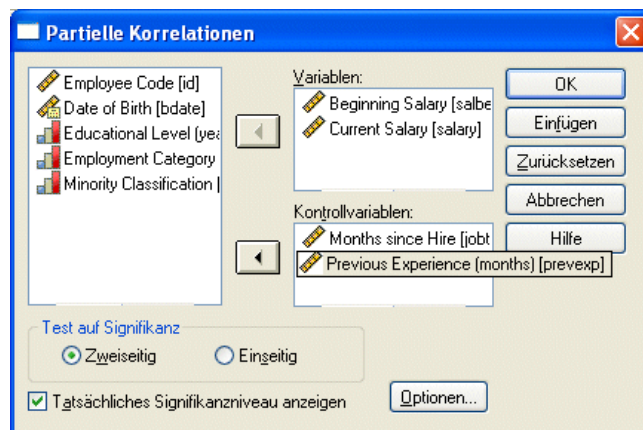 Partielle Korrelationen
Employee Code [id]
Date of Birth [bdate]
Educational Level (yea
Employment Category
Minority Classification [
Variablen:
Beginning Salary [salbe
Current Salary [salary]
Kontrollvariablen:
Months since Hire [jobt
Previous Experience (months) [prevexp]
OK
Einfügen
Zurücksetzen
Abbrechen
Hilfe
Test auf Signifikanz
Zweiseitig
Einseitig
Tatsächliches Signifikanzniveau anzeigen
Optionen...